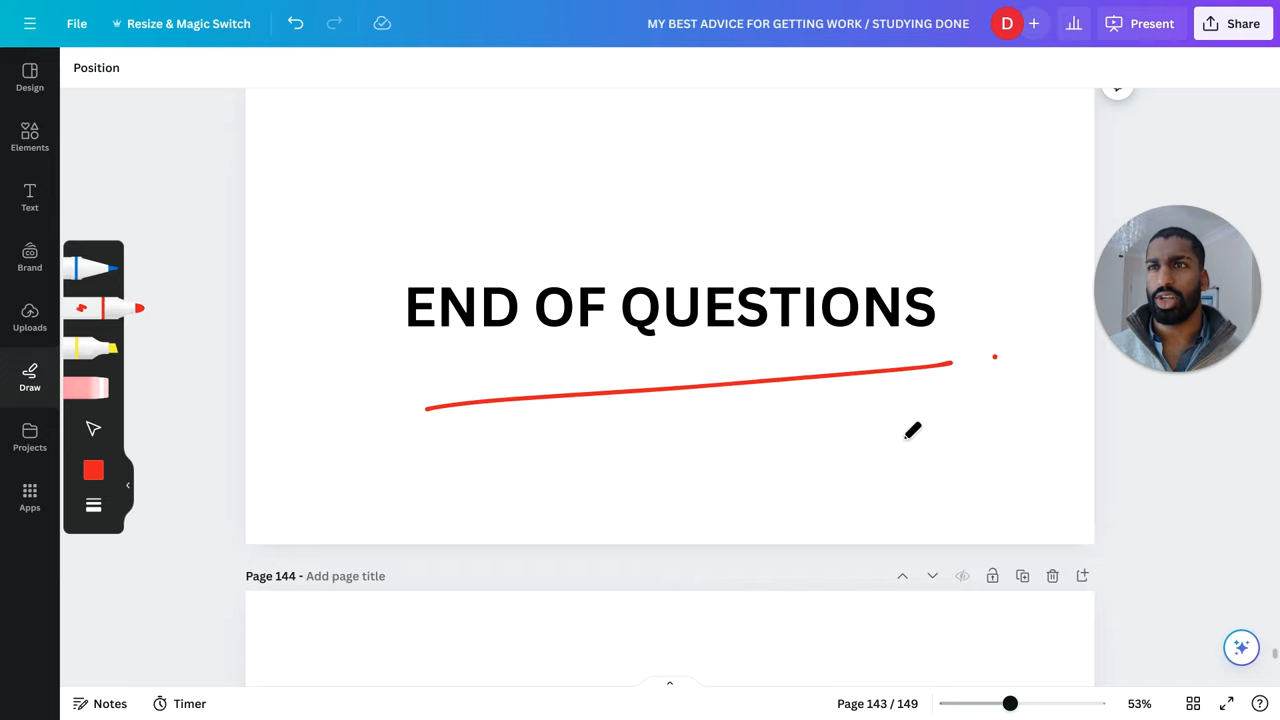 File
Resize & Magic Switch
MY BEST ADVICE FOR GETTING WORK / STUDYING DONE
D
Present
Share
Position
Design
Elements
Text
Brand
Uploads
Draw
Projects
Apps
END OF QUESTIONS
Page 144 - Add page title
Notes
Timer
Page 143 / 149
53%